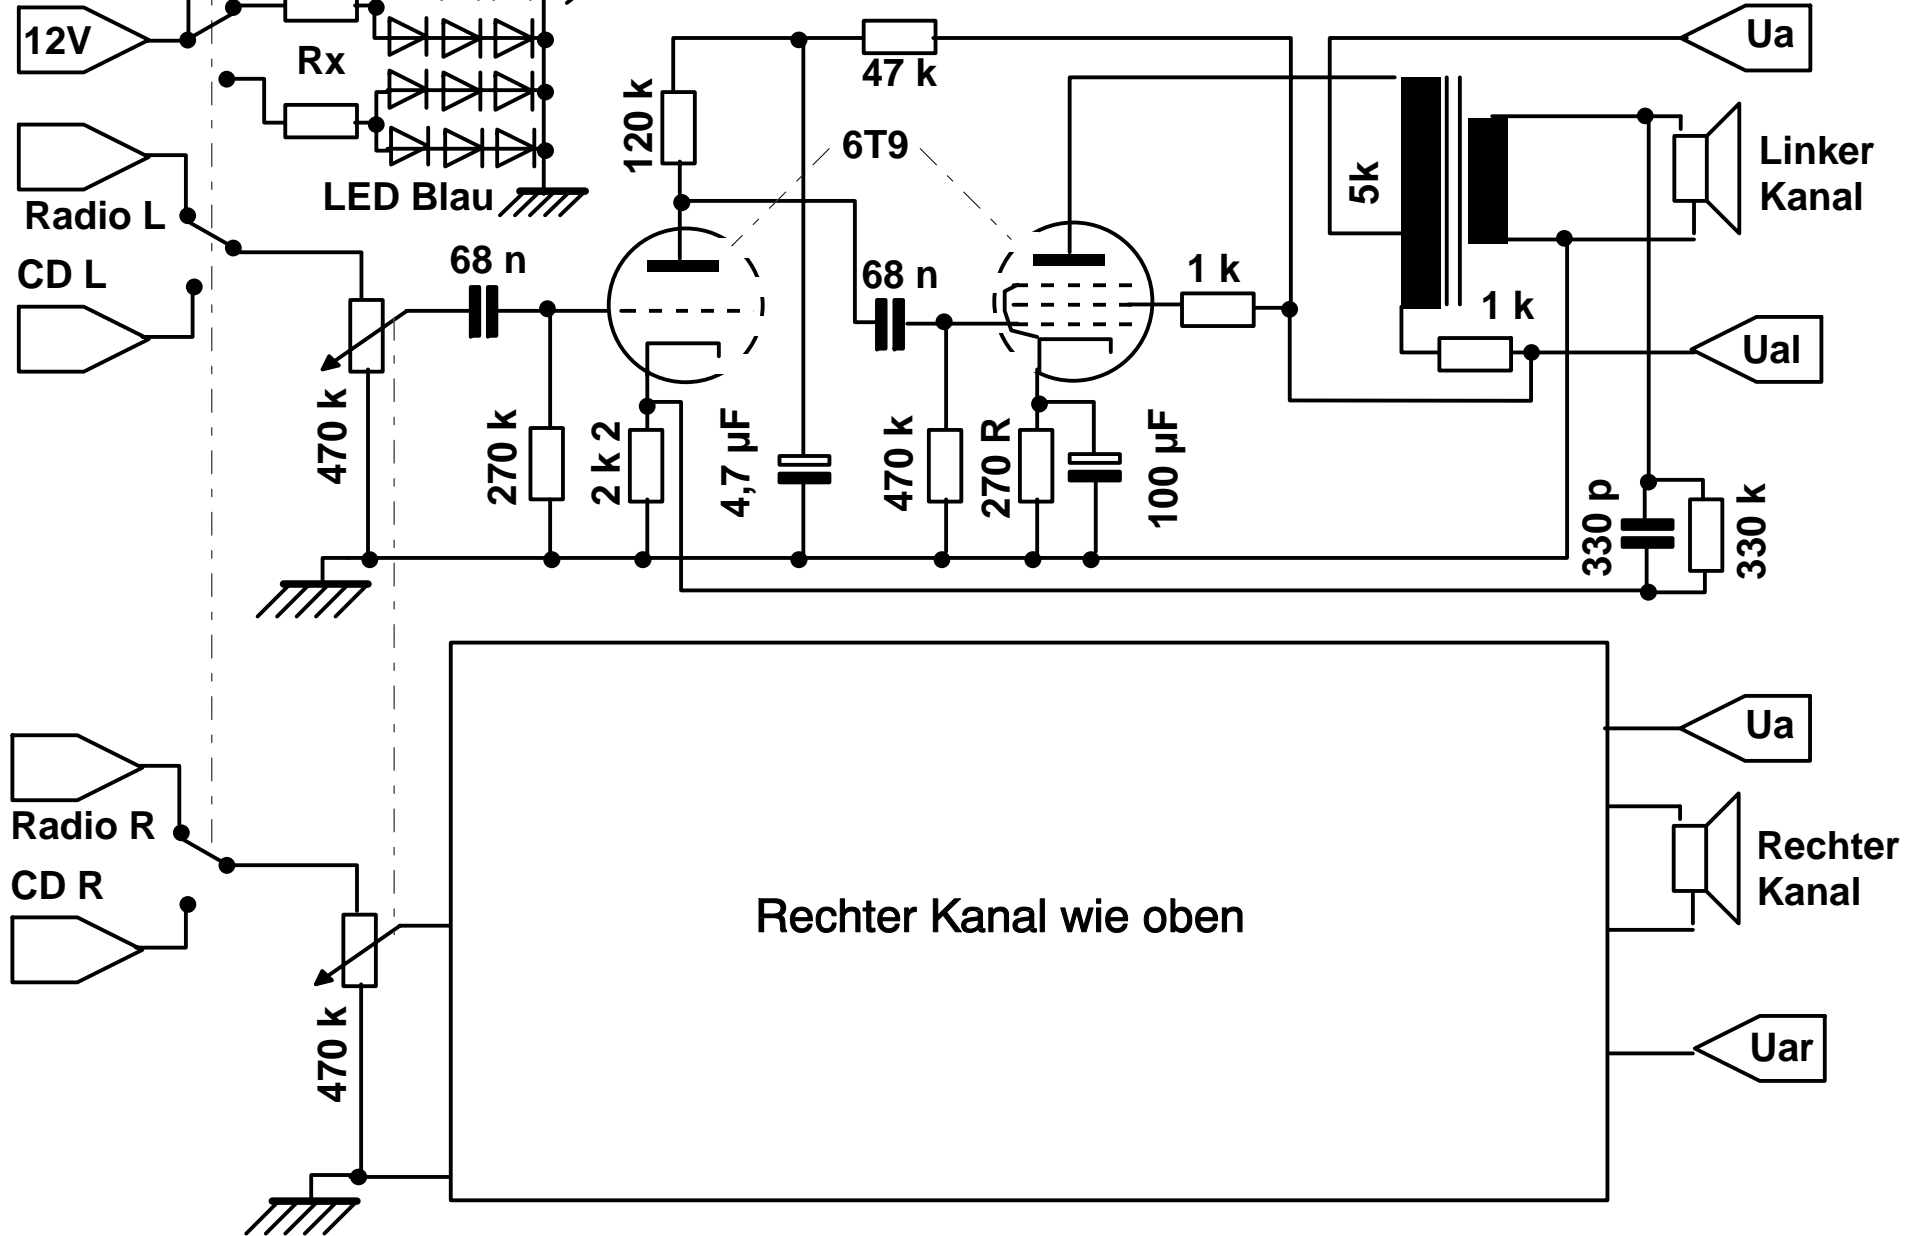 12V
Rx
LED Blau
Radio L
CD L
470 k
68 n
270 k
120 k
2 k 2
4,7 µF
47 k
6T9
68 n
470 k
270 R
100 µF
1 k
5k
1 k
Ua
Linker
Kanal
Ual
330 p
330 k
Radio R
CD R
470 k
Rechter Kanal wie oben
Ua
Rechter
Kanal
Uar